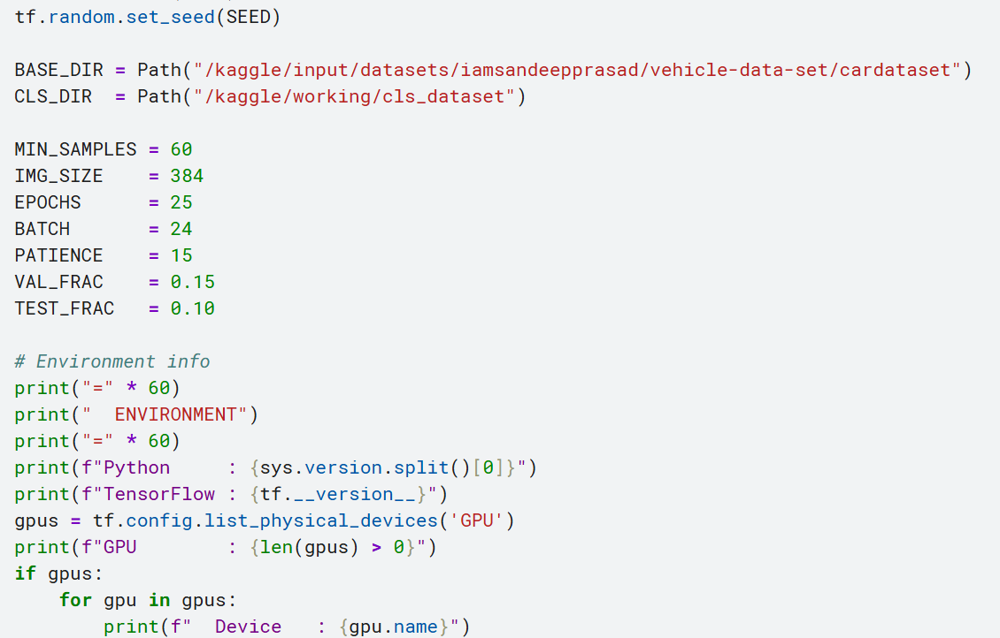 tf.random.set_seed(SEED)
BASE_DIR = Path("/kaggle/input/datasets/iamsandeepprasad/vehicle-data-set/cardataset")
CLS_DIR  = Path("/kaggle/working/cls_dataset")
MIN_SAMPLES = 60
IMG_SIZE    = 384
EPOCHS      = 25
BATCH       = 24
PATIENCE    = 15
VAL_FRAC    = 0.15
TEST_FRAC   = 0.10
# Environment info
print("=" * 60)
print("  ENVIRONMENT")
print("=" * 60)
print(f"Python     : {sys.version.split()[0]}")
print(f"TensorFlow : {tf.__version__}")
gpus = tf.config.list_physical_devices('GPU')
print(f"GPU        : {len(gpus) > 0}")
if gpus:
    for gpu in gpus:
        print(f"  Device   : {gpu.name}")